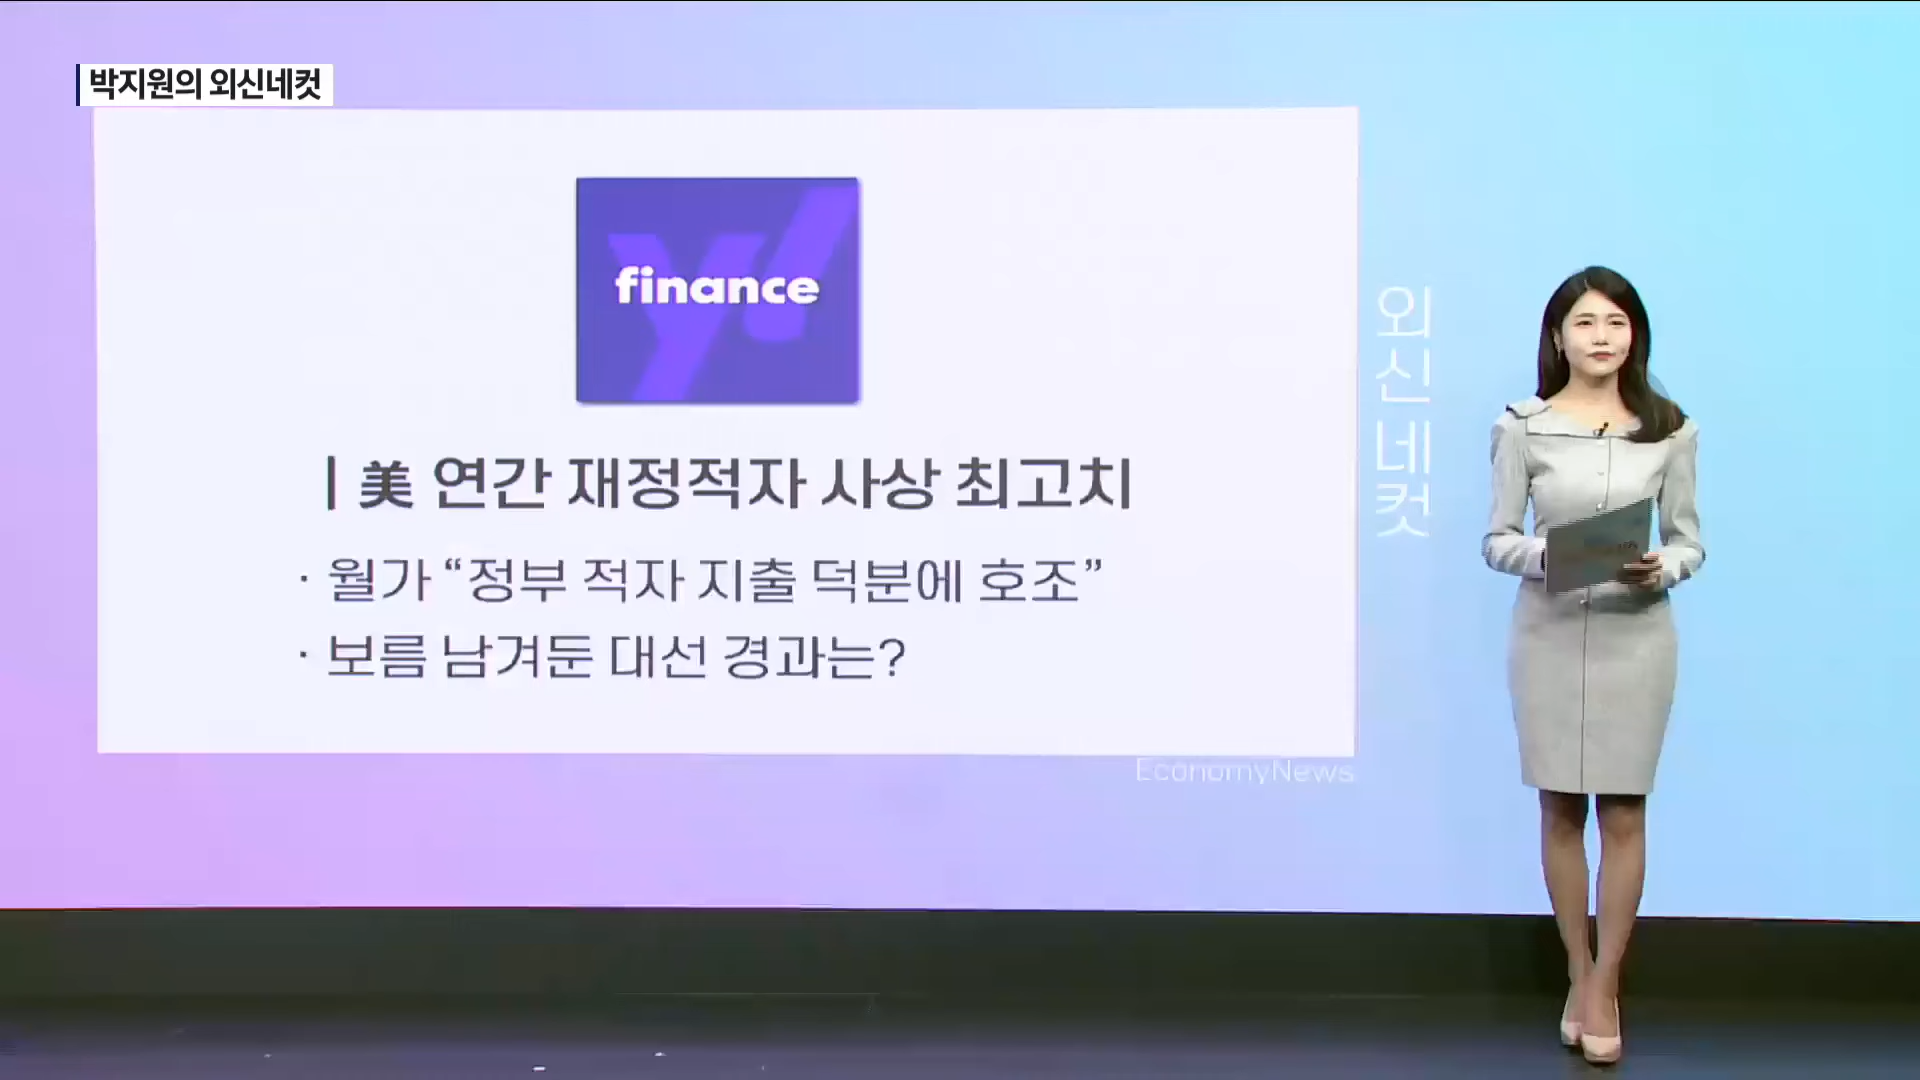 박지원의 외신네컷
finance
| 美 연간 재정적자 사상 최고치
· 월가 “정부 적자 지출 덕분에 호조”
· 보름 남겨둔 대선 경과는?
외신네컷
EconomyNews